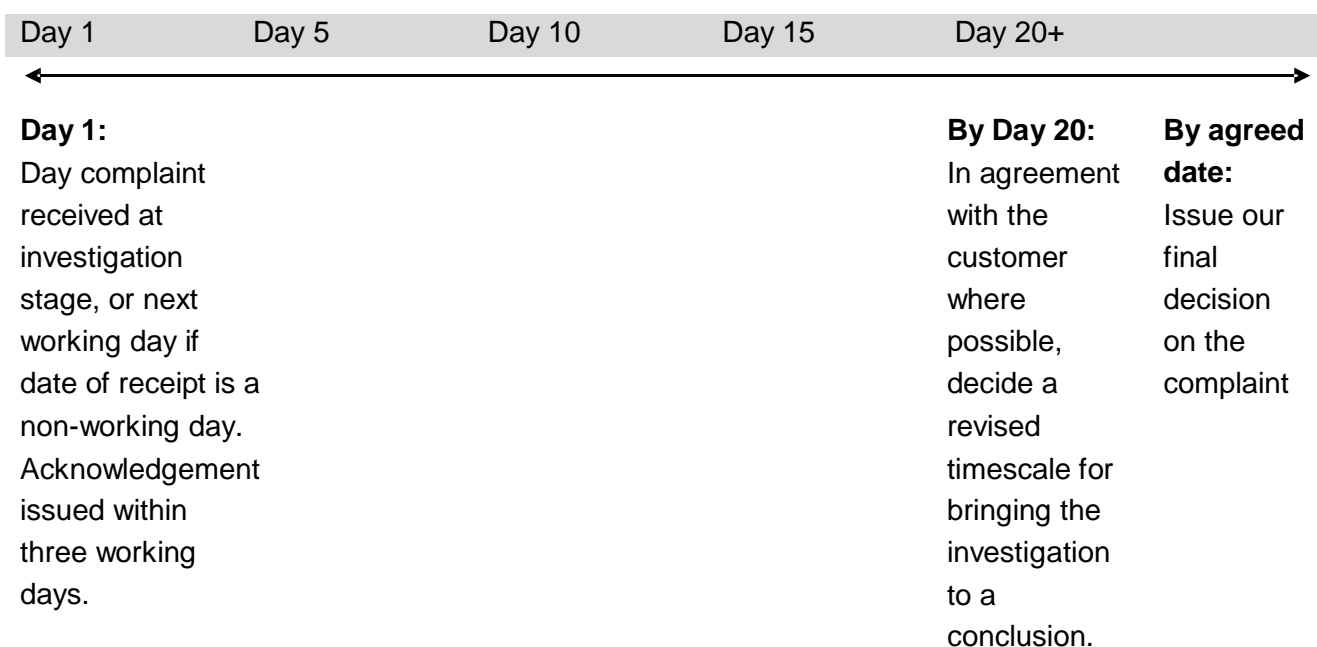 Day 1 Day 5 Day 10 Day 15 Day 20+
Day 1:
Day complaint
received at
investigation
stage, or next
working day if
date of receipt is a
non-working day.
Acknowledgement
issued within
three working
days.
By Day 20:
In agreement
with the
customer
where
possible,
decide a
revised
timescale for
bringing the
investigation
to a
conclusion.
By agreed
date:
Issue our
final
decision
on the
complaint